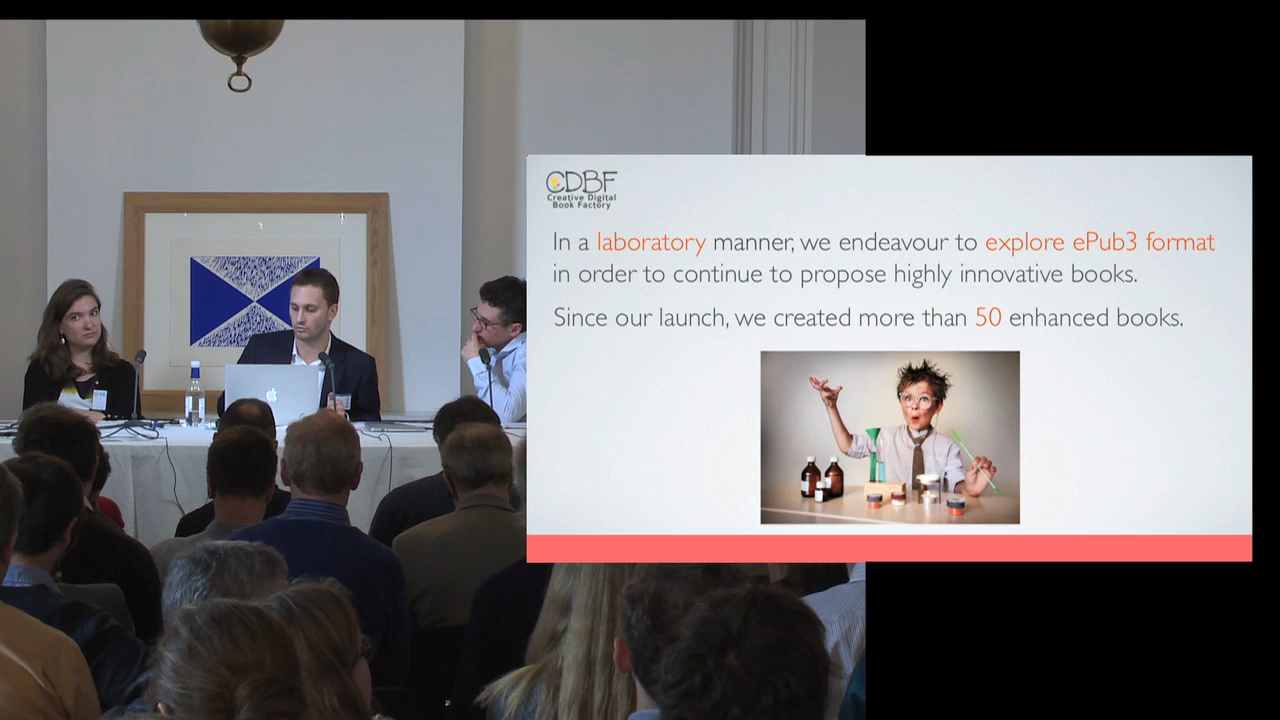 CDBF
Creative Digital
Book Factory
In a laboratory manner, we endeavour to explore ePub3 format
in order to continue to propose highly innovative books.
Since our launch, we created more than 50 enhanced books.